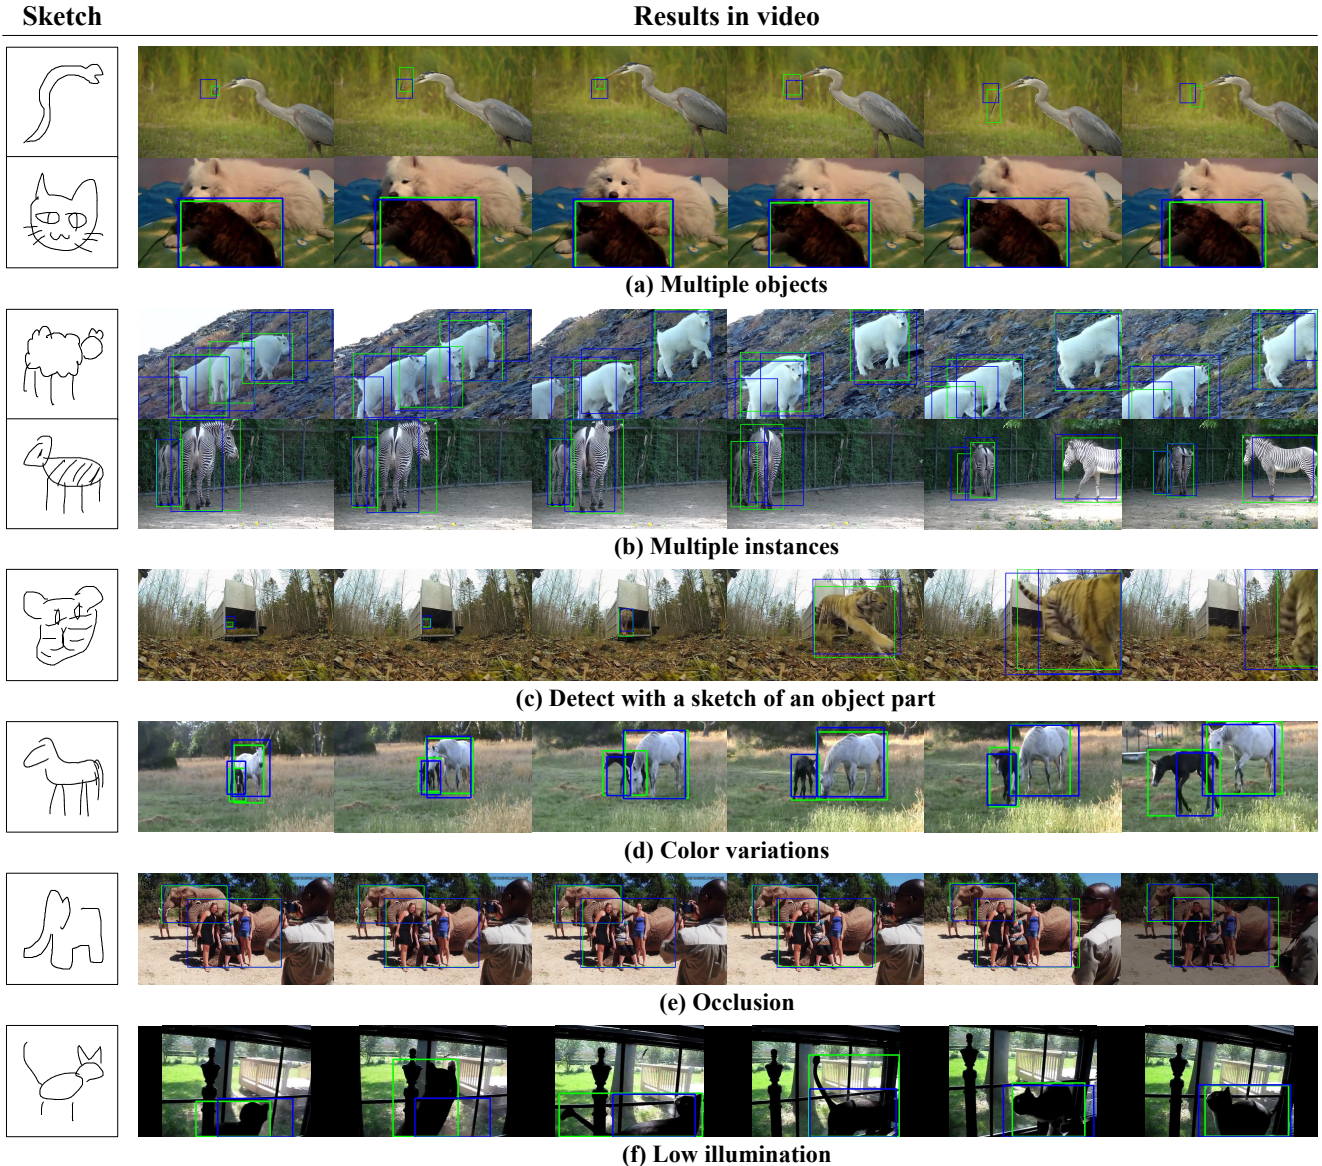 Sketch
Results in video
(a) Multiple objects
(b) Multiple instances
(c) Detect with a sketch of an object part
(d) Color variations
(e) Occlusion
(f) Low illumination